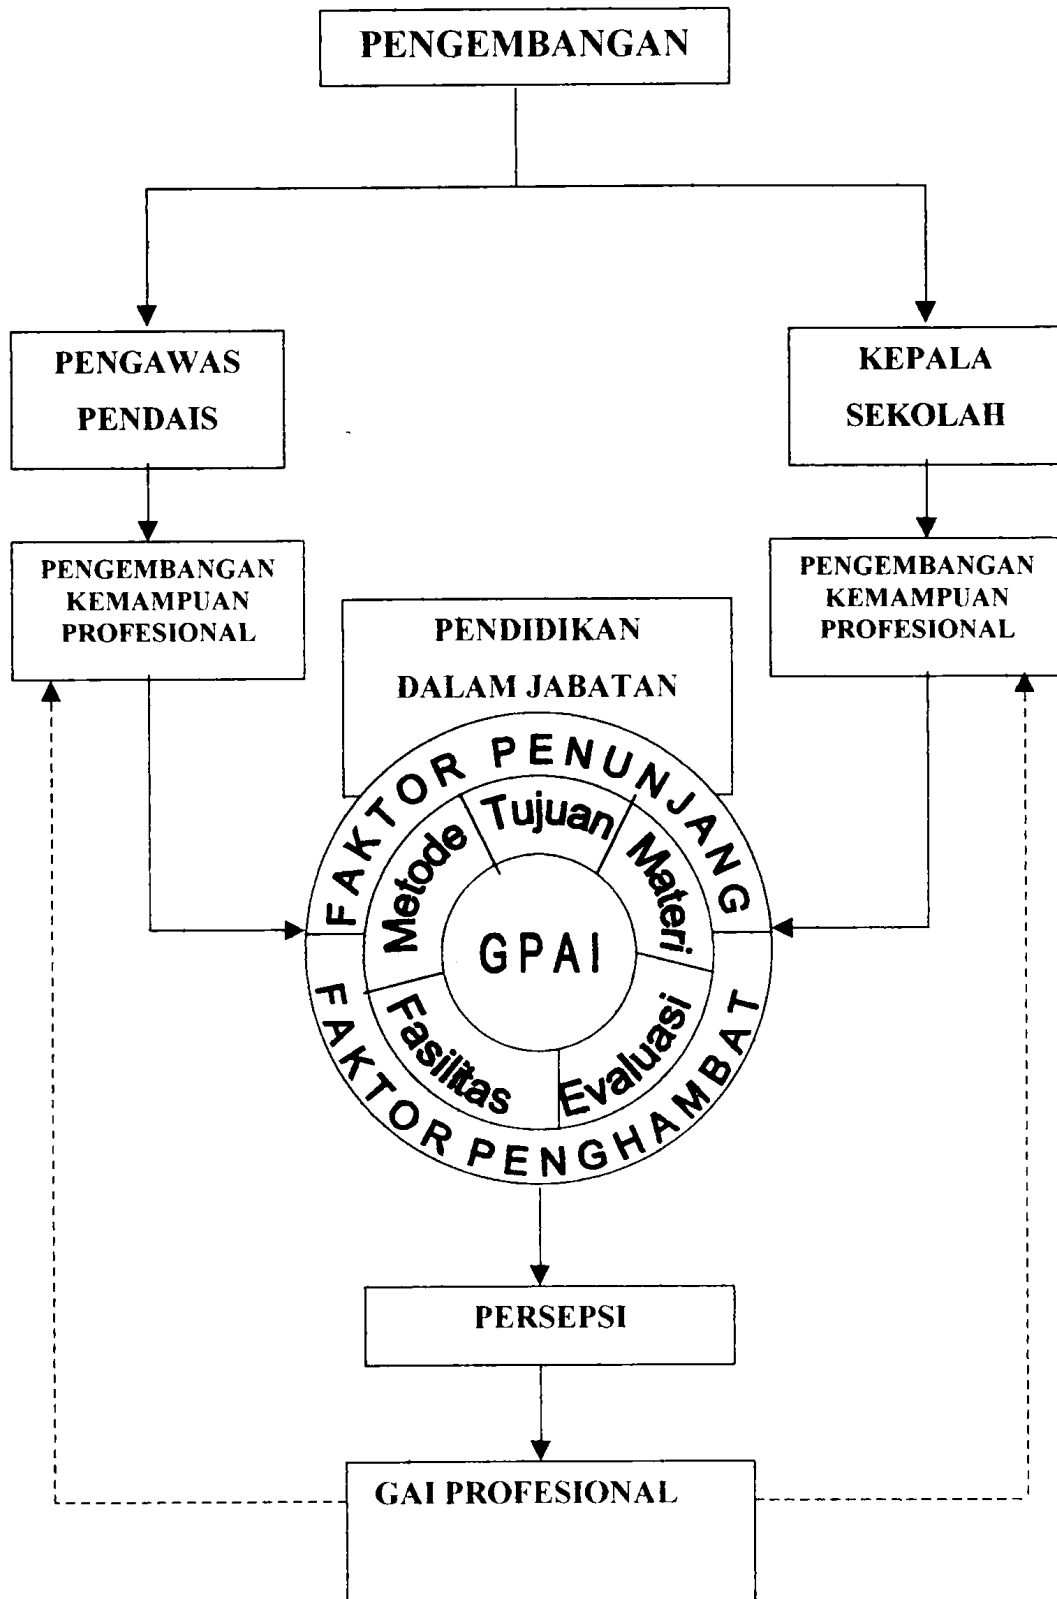 PENGEMBANGAN
PENGAWAS
PENDAIS
KEPALA
SEKOLAH
PENGEMBANGAN
KEMAMPUAN
PROFESIONAL
PENGEMBANGAN
KEMAMPUAN
PROFESIONAL
PENDIDIKAN
DALAM JABATAN
FAKTOR PENUNJANG
Metode
Tujuan
Materi
GPAI
Fasilitas
Evaluasi
FAKTOR PENGHAMBAT
PERSEPSI
GAI PROFESIONAL